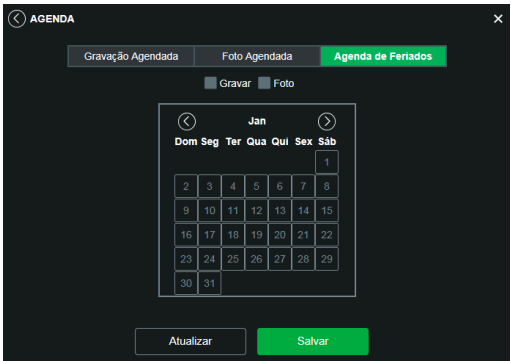 AGENDA
Gravação Agendada Foto Agendada Agenda de Feriados
Gravar Foto
Jan
Dom Seg Ter Qua Qui Sex Sáb
1
2 3 4 5 6 7 8
9 10 11 12 13 14 15
16 17 18 19 20 21 22
23 24 25 26 27 28 29
30 31
Atualizar Salvar